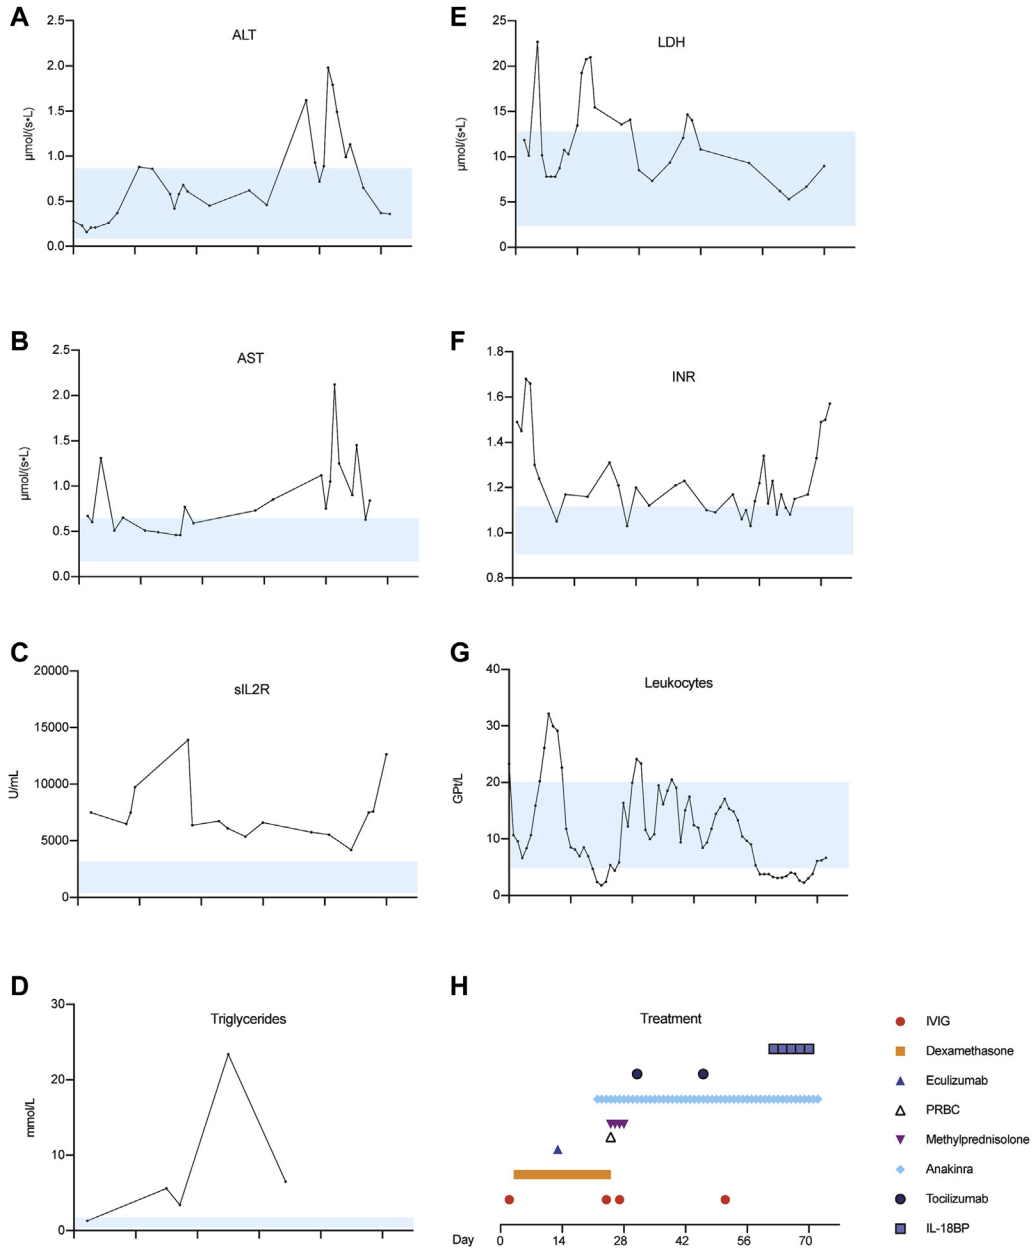 A
ALT
µmol/(s•L)
2.5
2.0
1.5
1.0
0.5
0.0
B
AST
µmol/(s•L)
2.5
2.0
1.5
1.0
0.5
0.0
C
sIL2R
U/mL
20000
15000
10000
5000
0
D
Triglycerides
mmol/L
30
20
10
0
E
LDH
µmol/(s•L)
25
20
15
10
5
0
F
INR
1.8
1.6
1.4
1.2
1.0
0.8
G
Leukocytes
GPt/L
40
30
20
10
0
H
Treatment
Day 0 14 28 42 56 70
IVIG
Dexamethasone
Eculizumab
PRBC
Methylprednisolone
Anakinra
Tocilizumab
IL-18BP